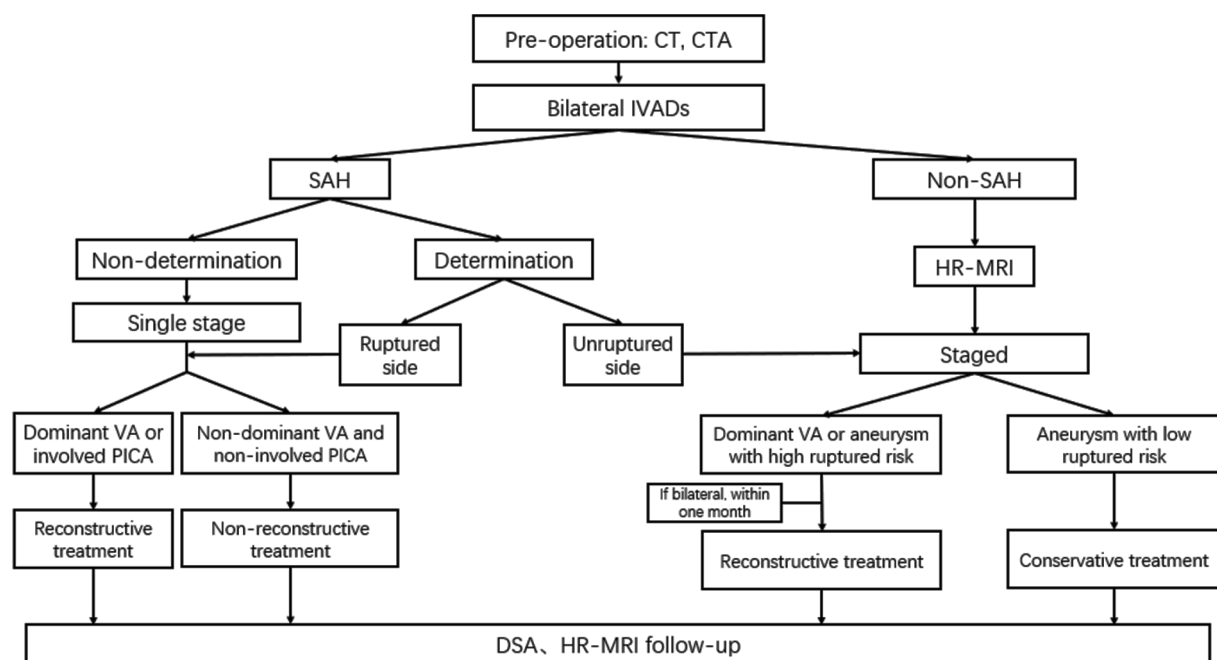 Pre-operation: CT, CTA
Bilateral IVADs
SAH
Non-SAH
Non-determination
Determination
HR-MRI
Single stage
Ruptured
side
Unruptured
side
Staged
Dominant VA or
involved PICA
Non-dominant VA and
non-involved PICA
Dominant VA or aneurysm
with high ruptured risk
Aneurysm with low
ruptured risk
If bilateral, within
one month
Reconstructive
treatment
Non-reconstructive
treatment
Reconstructive treatment
Conservative treatment
DSA、HR-MRI follow-up